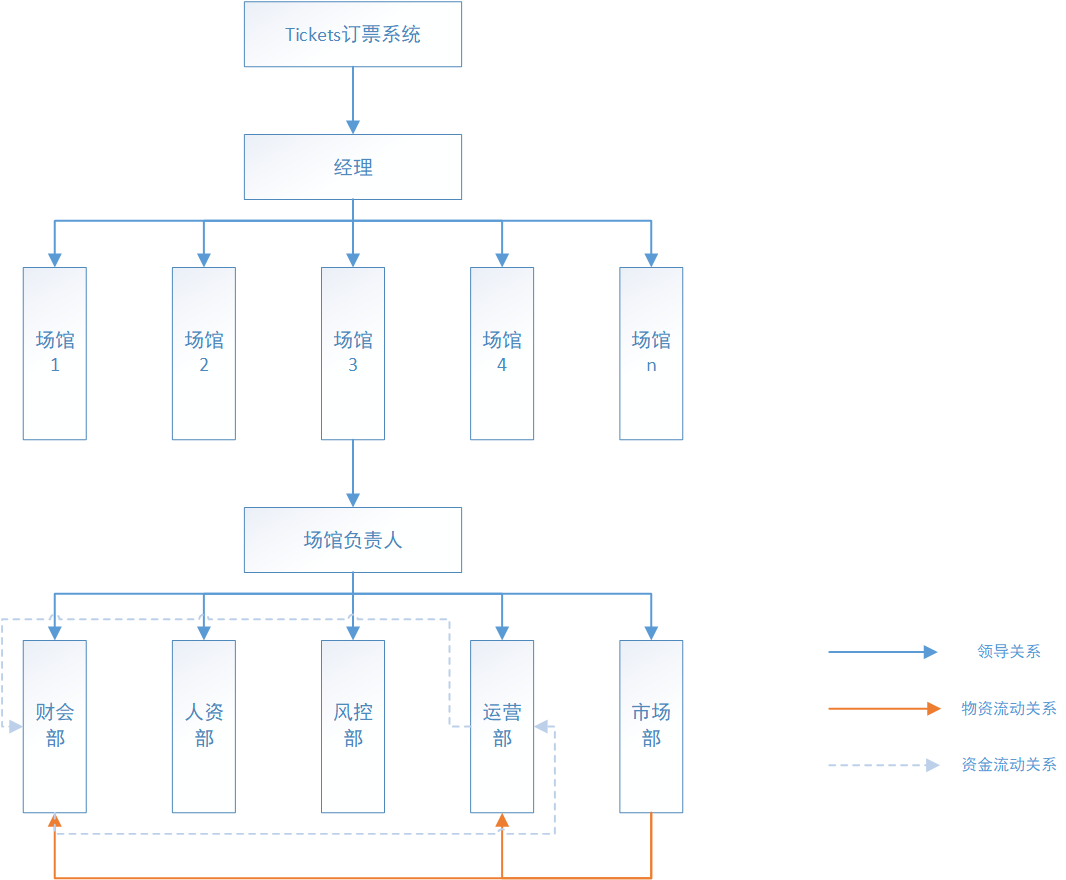 Tickets订票系统
经理
场馆
1
场馆
2
场馆
3
场馆
4
场馆
n
场馆负责人
财会
部
人资
部
风控
部
运营
部
市场
部
领导关系
物资流动关系
资金流动关系